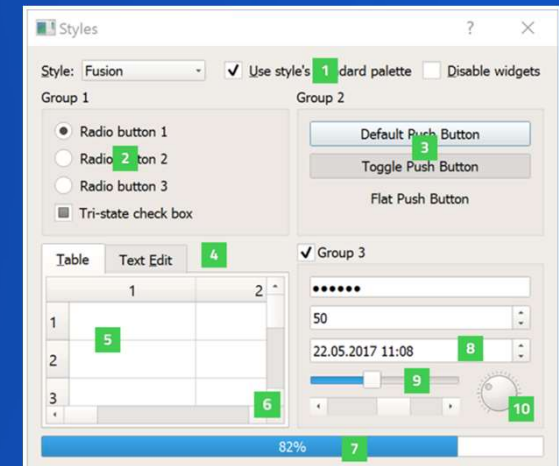 Styles ?
Style: Fusion Use style's 1 dard palette Disable widgets
Group 1 Group 2
Radio button 1
Radio 2 ton 2
Radio button 3
Tri-state check box
Default Push Button
3
Toggle Push Button
Flat Push Button
Table Text Edit 4
1 2
1
5
2
3
6
Group 3
••••••
50
22.05.2017 11:08 8
9
10
82% 7